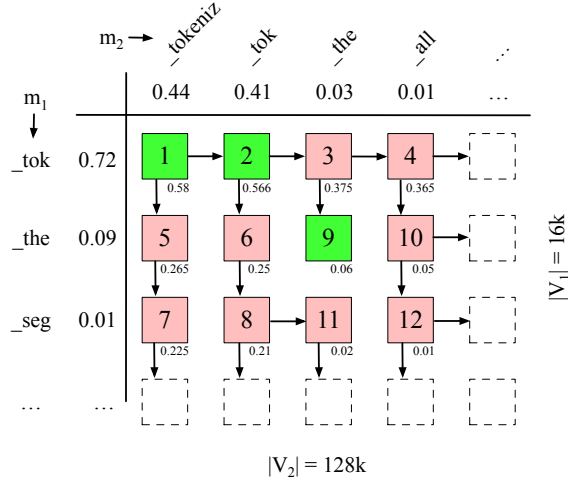 m2 _tokeniz _tok _the _all ...
m1 0.44 0.41 0.03 0.01 ...
_tok 0.72 1 2 3 4
0.58 0.566 0.375 0.365
_the 0.09 5 6 9 10
0.265 0.25 0.06 0.05
_seg 0.01 7 8 11 12
0.225 0.21 0.02 0.01
... ...
|V1| = 16k
|V2| = 128k